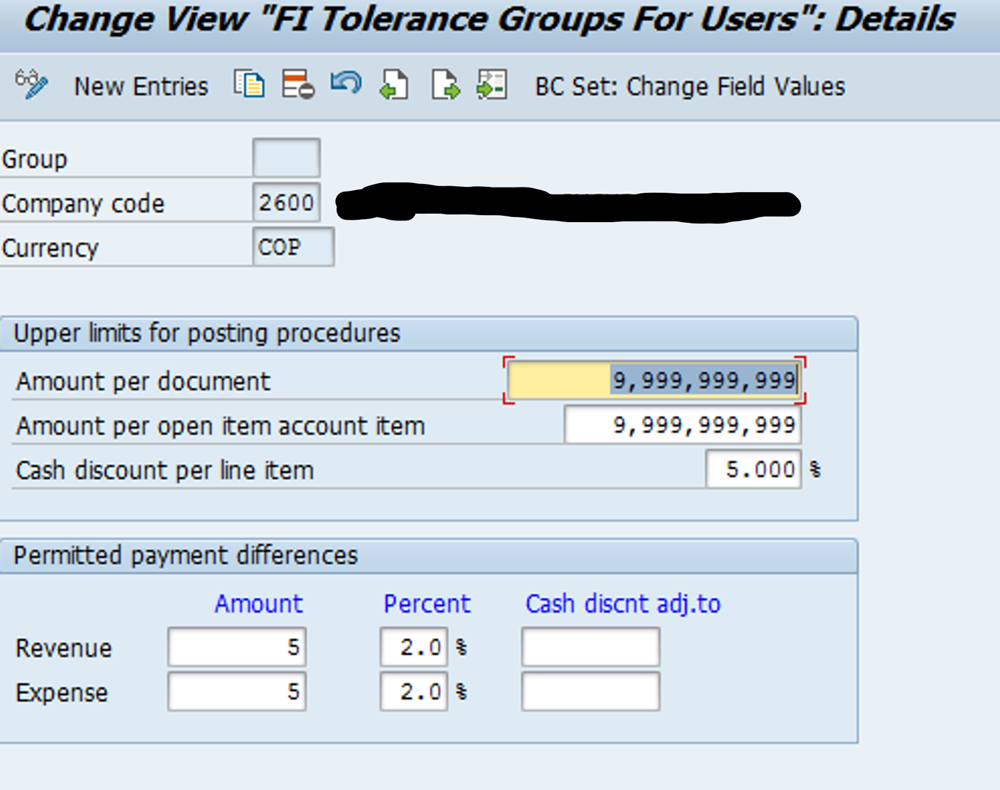 Change View "FI Tolerance Groups For Users": Details
New Entries BC Set: Change Field Values
Group
Company code 2600
Currency COP
Upper limits for posting procedures
Amount per document 9,999,999,999
Amount per open item account item 9,999,999,999
Cash discount per line item 5.000 %
Permitted payment differences
Amount Percent Cash discnt adj.to
Revenue 5 2.0 %
Expense 5 2.0 %